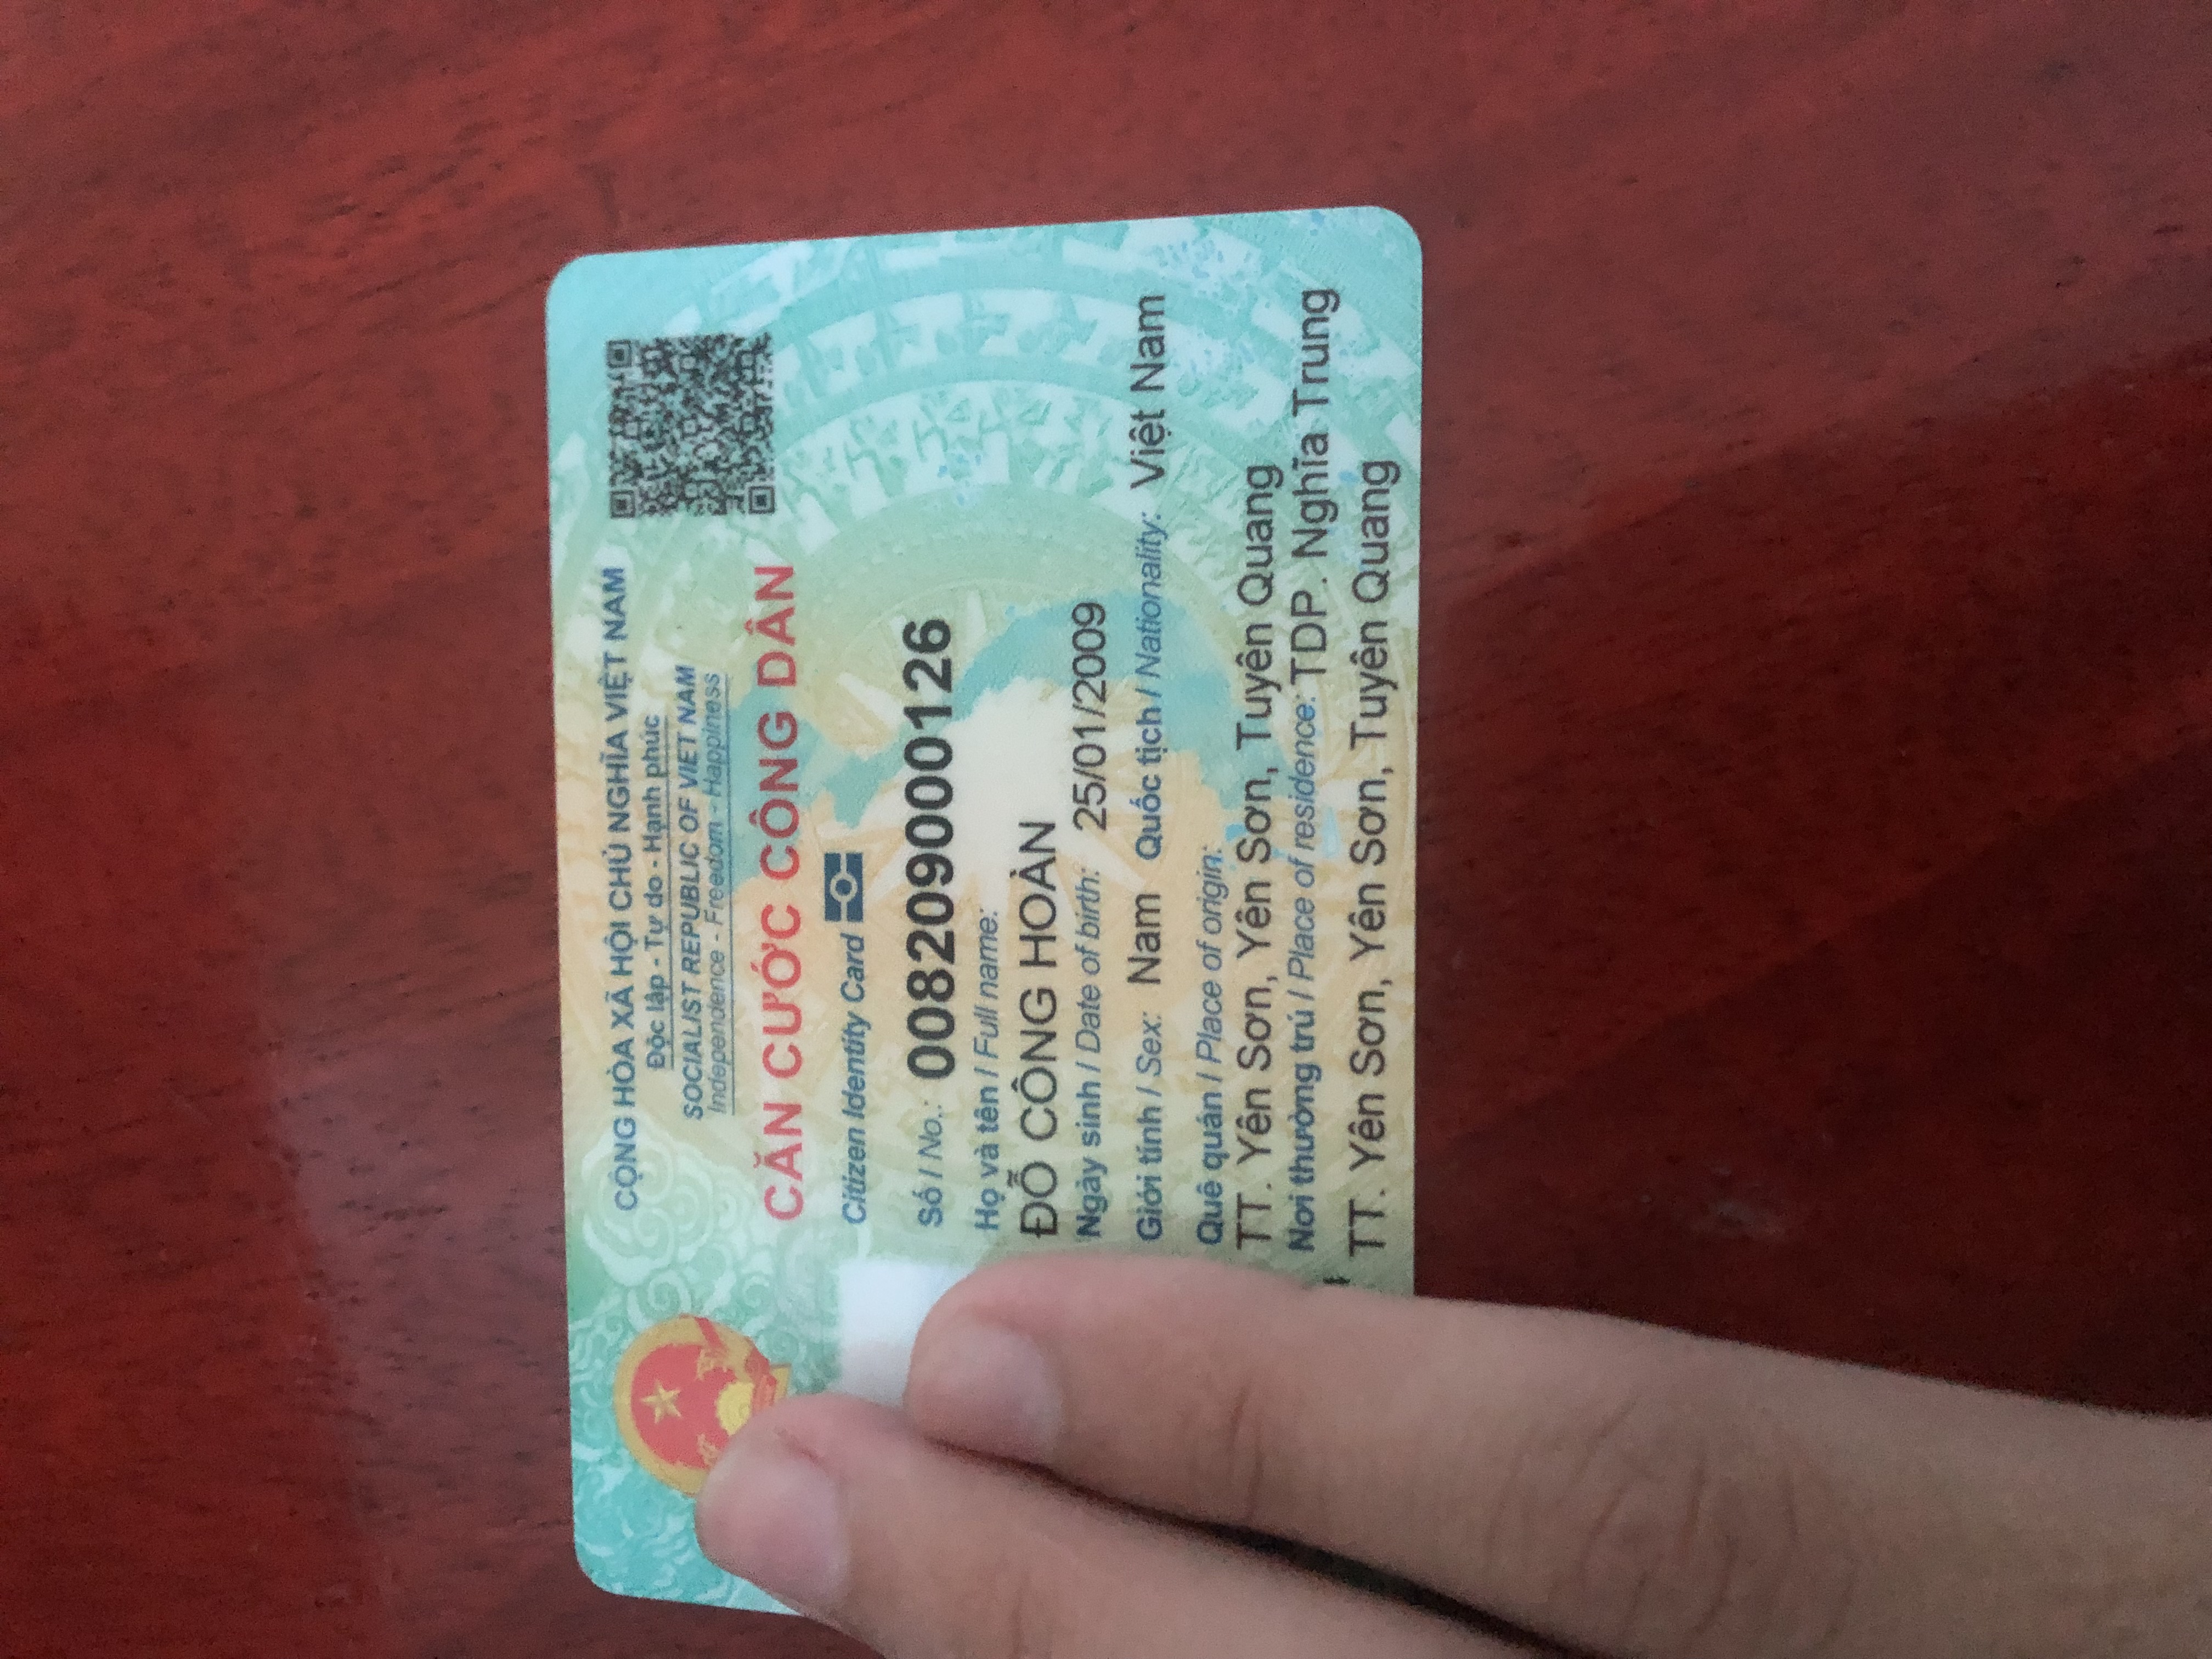 CỘNG HÒA XÃ HỘI CHỦ NGHĨA VIỆT NAM
Độc lập - Tự do - Hạnh phúc
SOCIALIST REPUBLIC OF VIET NAM
Independence - Freedom - Happiness
CĂN CƯỚC CÔNG DÂN
Citizen Identity Card
Số / No.: 008209000126
Họ và tên / Full name:
ĐỖ CÔNG HOÀN
Ngày sinh / Date of birth: 25/01/2009
Giới tính / Sex: Nam Quốc tịch / Nationality: Việt Nam
Quê quán / Place of origin:
TT. Yên Sơn, Yên Sơn, Tuyên Quang
Nơi thường trú / Place of residence: TDP. Nghĩa Trung
TT. Yên Sơn, Yên Sơn, Tuyên Quang